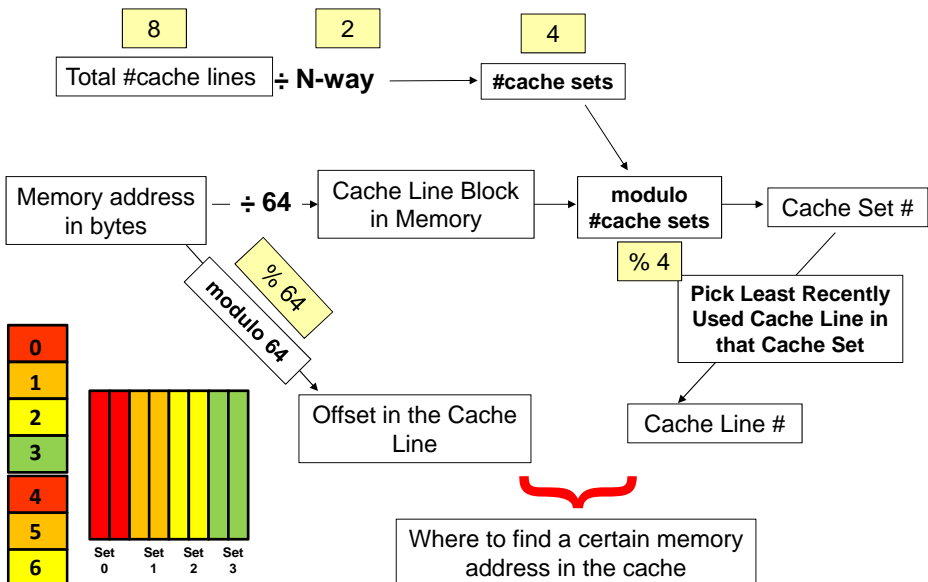 8
2
4
Total #cache lines
÷ N-way
#cache sets
Memory address
in bytes
÷ 64
Cache Line Block
in Memory
modulo
#cache sets
Cache Set #
% 64
modulo 64
% 4
Pick Least Recently
Used Cache Line in
that Cache Set
Offset in the Cache
Line
Cache Line #
0
1
2
3
4
5
6
Set
0
Set
1
Set
2
Set
3
Where to find a certain memory
address in the cache